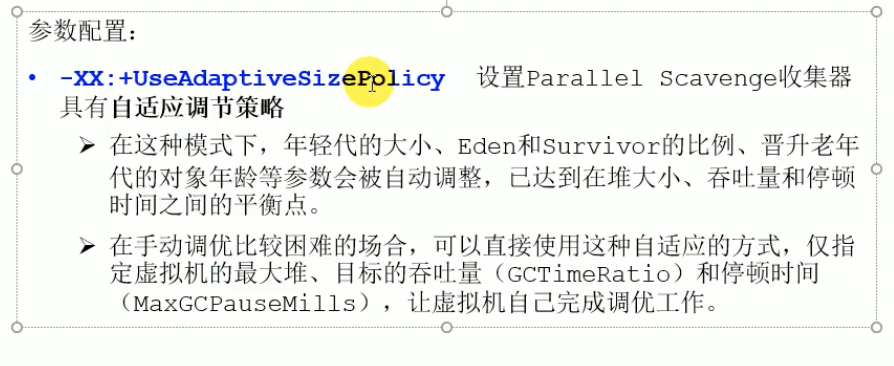 参数配置：
• -XX:+UseAdaptiveSizePolicy 设置Parallel Scavenge收集器
具有自适应调节策略
➢ 在这种模式下，年轻代的大小、Eden和Survivor的比例、晋升老年
代的对象年龄等参数会被自动调整，已达到在堆大小、吞吐量和停顿
时间之间的平衡点。
➢ 在手动调优比较困难的场合，可以直接使用这种自适应的方式，仅指
定虚拟机的最大堆、目标的吞吐量（GCTimeRatio）和停顿时间
（MaxGCPauseMills），让虚拟机自己完成调优工作。